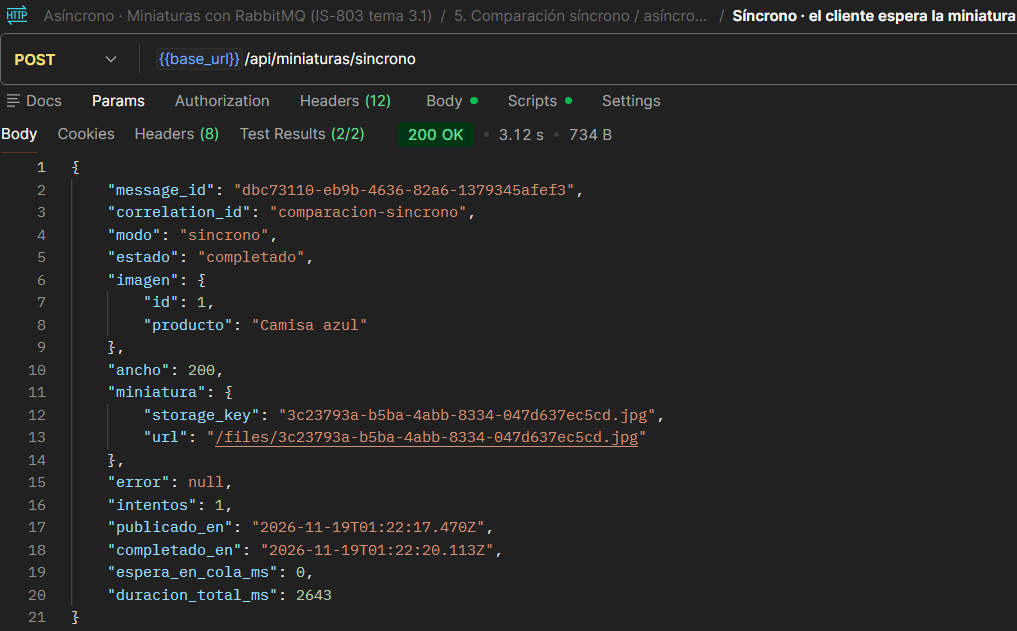 HTTP Asíncrono · Miniaturas con RabbitMQ (IS-803 tema 3.1) / 5. Comparación síncrono / asíncro... / Síncrono · el cliente espera la miniatura
POST {{base_url}} /api/miniaturas/sincrono
Docs Params Authorization Headers (12) Body Scripts Settings
Body Cookies Headers (8) Test Results (2/2) 200 OK 3.12 s 734 B
1 {
2 "message_id": "dbc73110-eb9b-4636-82a6-1379345afef3",
3 "correlation_id": "comparacion-sincrono",
4 "modo": "sincrono",
5 "estado": "completado",
6 "imagen": {
7 "id": 1,
8 "producto": "Camisa azul"
9 },
10 "ancho": 200,
11 "miniatura": {
12 "storage_key": "3c23793a-b5ba-4abb-8334-047d637ec5cd.jpg",
13 "url": "/files/3c23793a-b5ba-4abb-8334-047d637ec5cd.jpg"
14 },
15 "error": null,
16 "intentos": 1,
17 "publicado_en": "2026-11-19T01:22:17.470Z",
18 "completado_en": "2026-11-19T01:22:20.113Z",
19 "espera_en_cola_ms": 0,
20 "duracion_total_ms": 2643
21 }